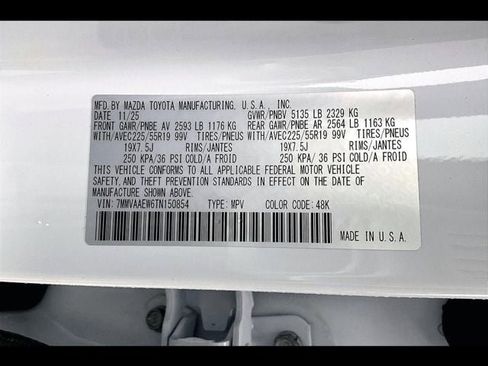 MFD. BY MAZDA TOYOTA MANUFACTURING, U.S.A., INC.
DATE 11/25 GVWR/PNBV 5135 LB 2329 KG
FRONT GAWR/PNBE AV 2593 LB 1176 KG REAR GAWR/PNBE AR 2564 LB 1163 KG
WITH/AVEC225/55R19 99V TIRES/PNEUS WITH/AVEC225/55R19 99V TIRES/PNEUS
19X7.5J RIMS/JANTES 19X7.5J RIMS/JANTES
250 KPA/ 36 PSI COLD/A FROID 250 KPA/ 36 PSI COLD/A FROID
THIS VEHICLE CONFORMS TO ALL APPLICABLE FEDERAL MOTOR VEHICLE
SAFETY, AND THEFT PREVENTION STANDARDS IN EFFECT ON THE DATE OF
MANUFACTURE SHOWN ABOVE.
VIN: 7MMVAAEW6TN150854 TYPE: MPV COLOR CODE: 48K
MADE IN U.S.A.